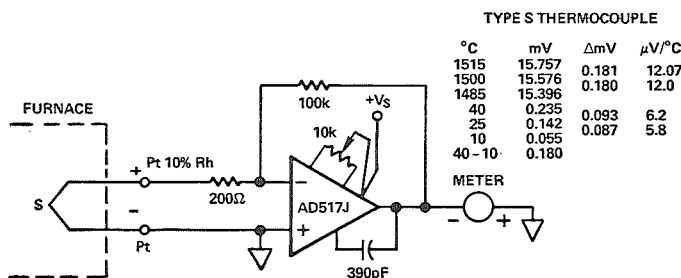 TYPE S THERMOCOUPLE
°C mV ΔmV μV/°C
1515 15.757
0.181 12.07
1500 15.576
0.180 12.0
1485 15.396
40 0.235
0.093 6.2
25 0.142
0.087 5.8
10 0.055
40 - 10 0.180
FURNACE
100k
+VS
10k
+
Pt 10% Rh
200Ω
−
S
−
Pt
AD517J
+
390pF
METER
− +